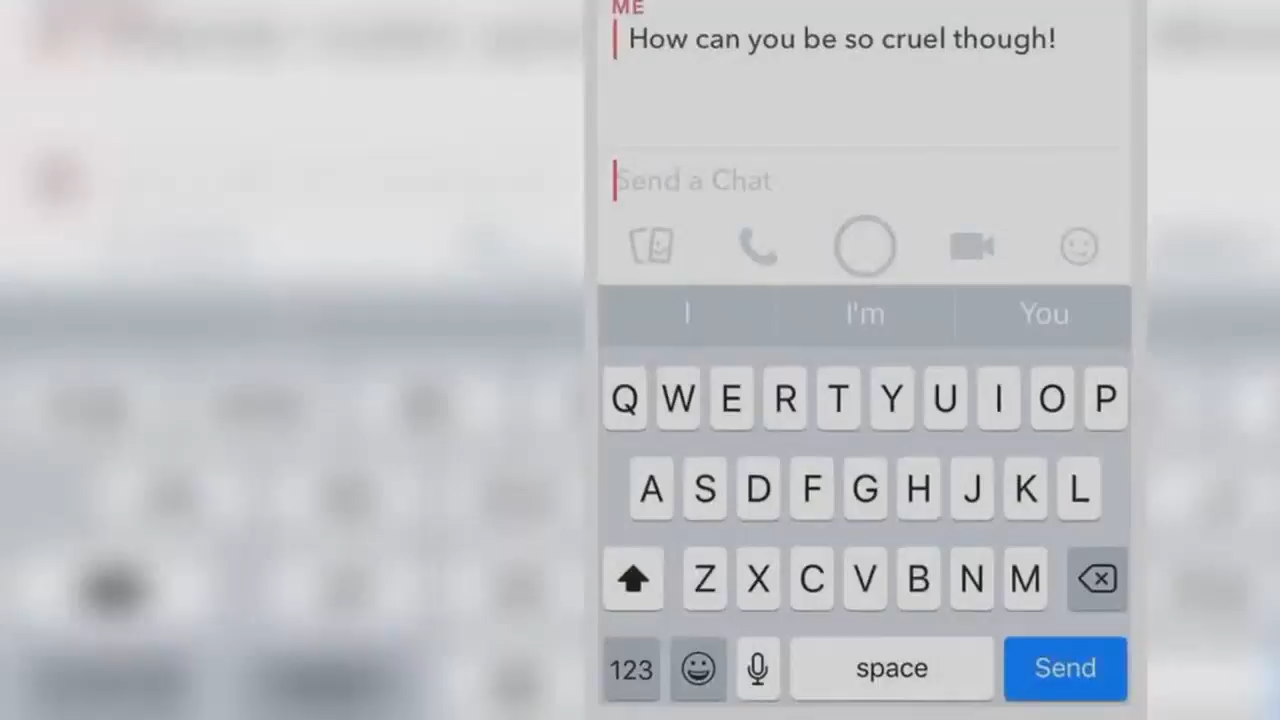 ME
How can you be so cruel though!
Send a Chat
I
I'm
You
Q W E R T Y U I O P
A S D F G H J K L
Z X C V B N M
123
space
Send